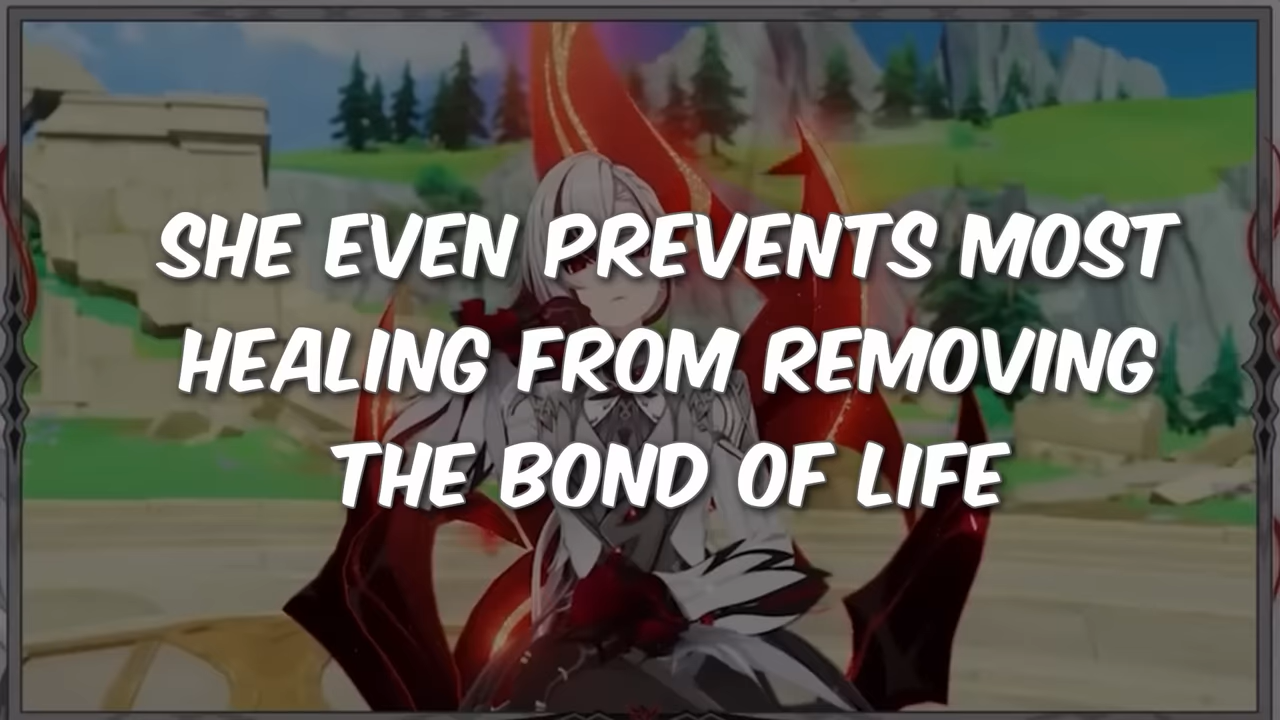 SHE EVEN PREVENTS MOST
HEALING FROM REMOVING
THE BOND OF LIFE